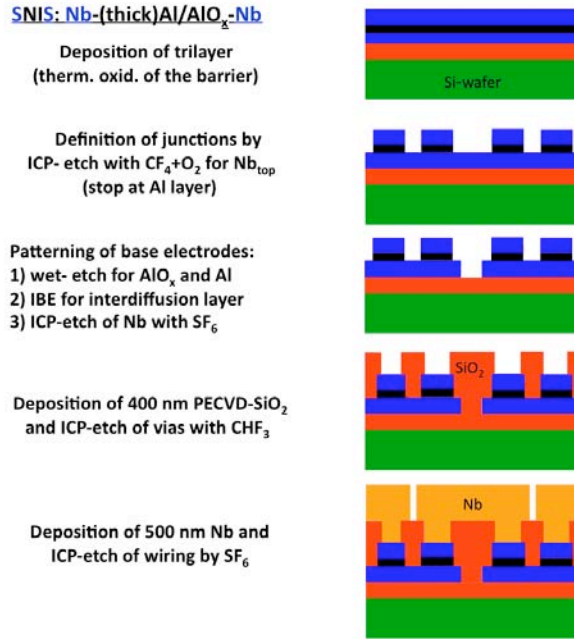 SNIS: Nb-(thick)Al/AlOx-Nb
Deposition of trilayer
(therm. oxid. of the barrier)
Si-wafer
Definition of junctions by
ICP- etch with CF4+O2 for Nbtop
(stop at Al layer)
Patterning of base electrodes:
1) wet- etch for AlOx and Al
2) IBE for interdiffusion layer
3) ICP-etch of Nb with SF6
SiO2
Deposition of 400 nm PECVD-SiO2
and ICP-etch of vias with CHF3
Nb
Deposition of 500 nm Nb and
ICP-etch of wiring by SF6